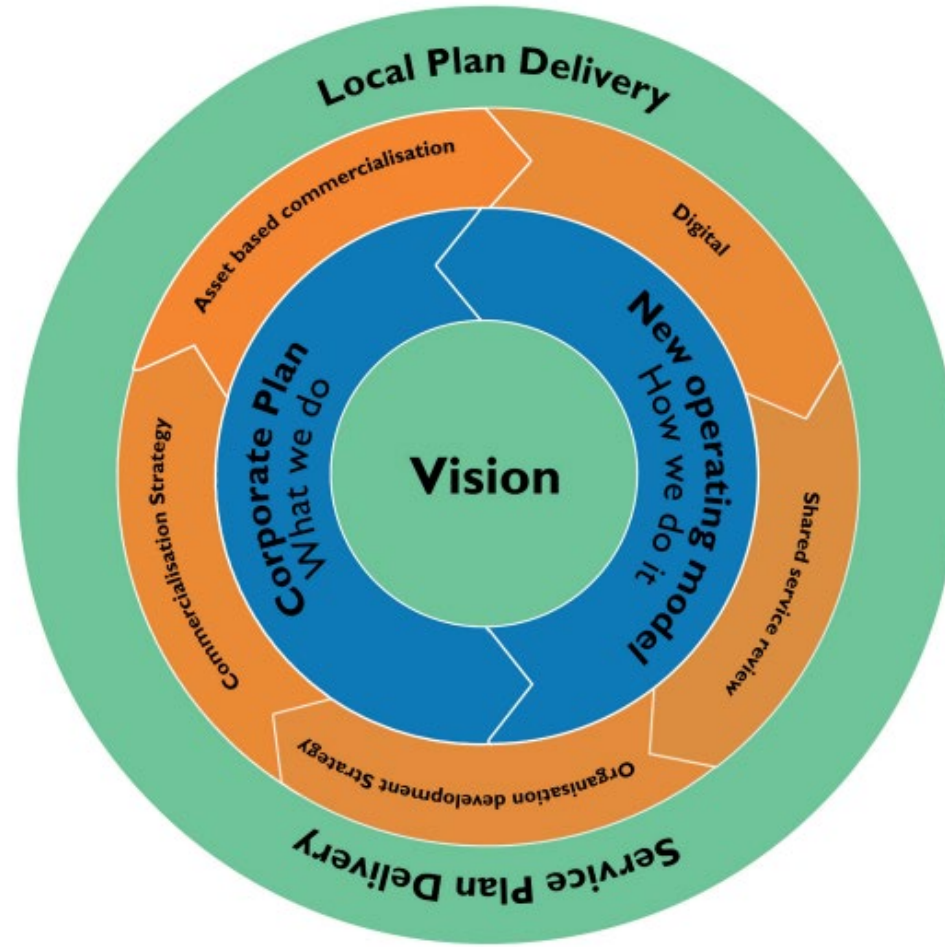 Local Plan Delivery
Asset based commercialisation
Digital
New operating model
How we do it
Corporate Plan
What we do
Vision
Commercialisation Strategy
Shared service review
Organisation development Strategy
Service Plan Delivery